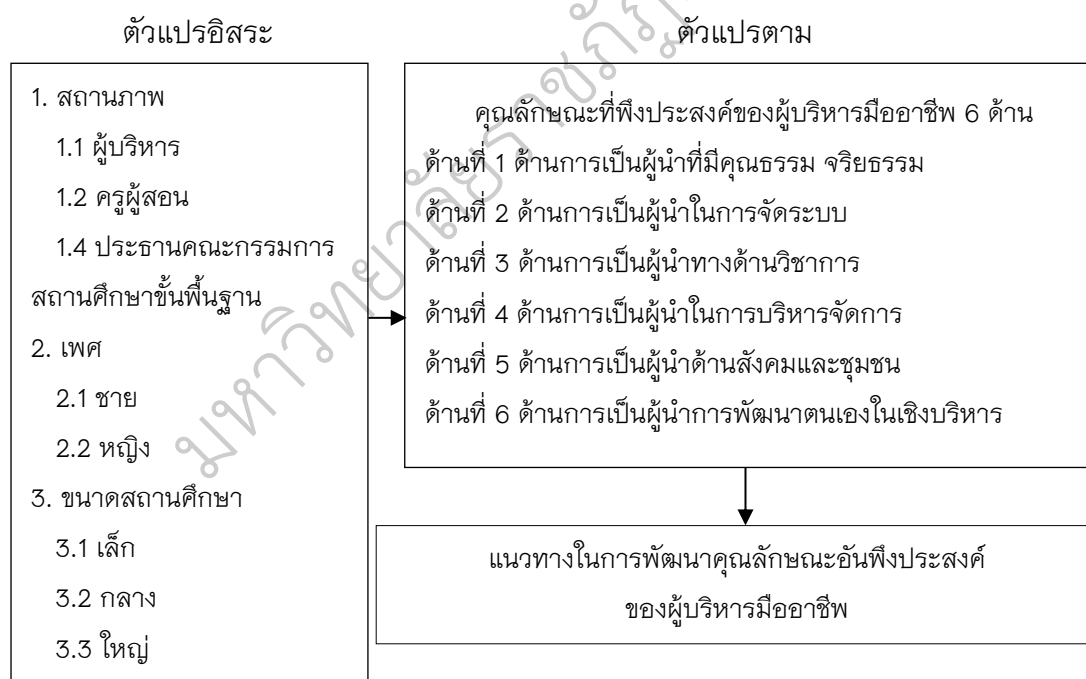 ตัวแปรอิสระ
1. สถานภาพ
1.1 ผู้บริหาร
1.2 ครูผู้สอน
1.4 ประธานคณะกรรมการ
สถานศึกษาขั้นพื้นฐาน
2. เพศ
2.1 ชาย
2.2 หญิง
3. ขนาดสถานศึกษา
3.1 เล็ก
3.2 กลาง
3.3 ใหญ่
ตัวแปรตาม
คุณลักษณะที่พึงประสงค์ของผู้บริหารมืออาชีพ 6 ด้าน
ด้านที่ 1 ด้านการเป็นผู้นำที่มีคุณธรรม จริยธรรม
ด้านที่ 2 ด้านการเป็นผู้นำในการจัดระบบ
ด้านที่ 3 ด้านการเป็นผู้นำทางด้านวิชาการ
ด้านที่ 4 ด้านการเป็นผู้นำในการบริหารจัดการ
ด้านที่ 5 ด้านการเป็นผู้นำด้านสังคมและชุมชน
ด้านที่ 6 ด้านการเป็นผู้นำการพัฒนาตนเองในเชิงบริหาร
แนวทางในการพัฒนาคุณลักษณะอันพึงประสงค์
ของผู้บริหารมืออาชีพ
มหาวิทยาลัยราชภัฏ